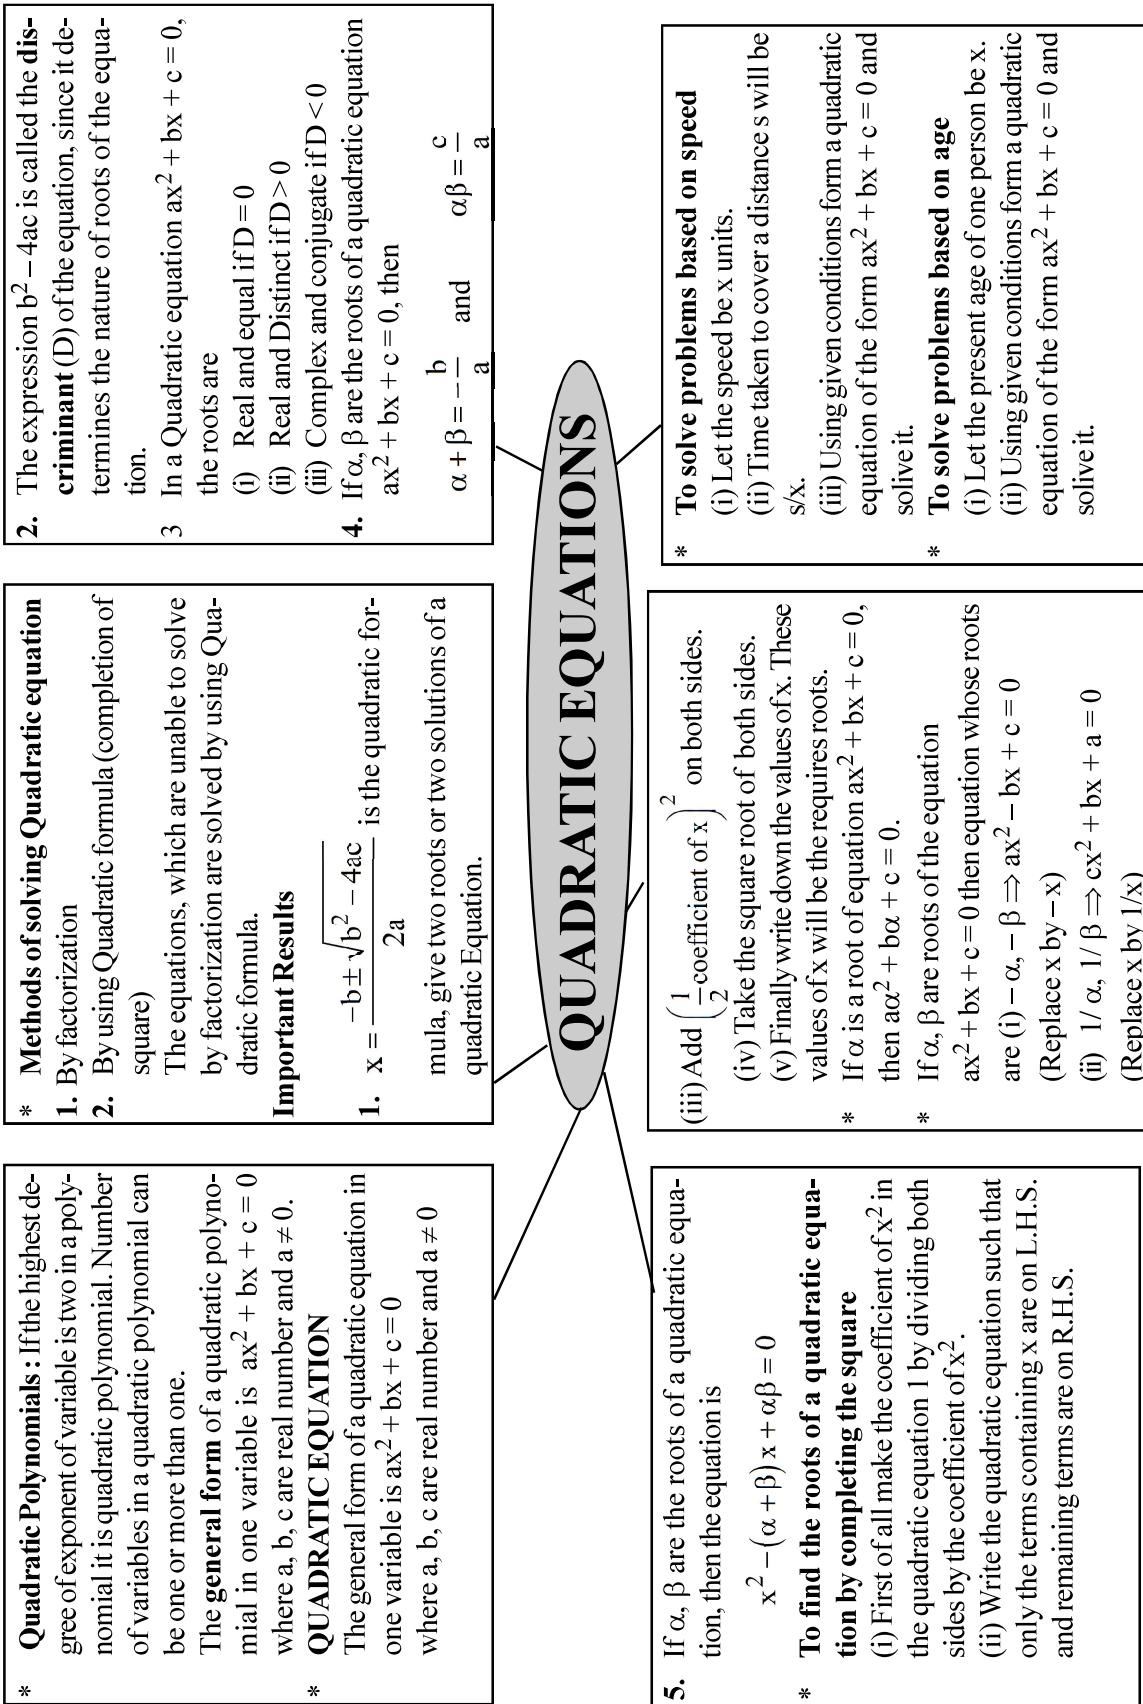 * Quadratic Polynomials : If the highest de-
gree of exponent of variable is two in a poly-
nomial it is quadratic polynomial. Number
of variables in a quadratic polynomial can
be one or more than one.
The general form of a quadratic polyno-
mial in one variable is ax² + bx + c = 0
where a, b, c are real number and a ≠ 0.
* QUADRATIC EQUATION
The general form of a quadratic equation in
one variable is ax² + bx + c = 0
where a, b, c are real number and a ≠ 0
* Methods of solving Quadratic equation
1. By factorization
2. By using Quadratic formula (completion of
square)
The equations, which are unable to solve
by factorization are solved by using Qua-
dratic formula.
Important Results
1. x = (-b ± √(b² – 4ac)) / 2a is the quadratic for-
mula, give two roots or two solutions of a
quadratic Equation.
2. The expression b² – 4ac is called the dis-
criminant (D) of the equation, since it de-
termines the nature of roots of the equa-
tion.
3 In a Quadratic equation ax² + bx + c = 0,
the roots are
(i) Real and equal if D = 0
(ii) Real and Distinct if D > 0
(iii) Complex and conjugate if D < 0
4. If α, β are the roots of a quadratic equation
ax² + bx + c = 0, then
α + β = – b/a and αβ = c/a
QUADRATIC EQUATIONS
5. If α, β are the roots of a quadratic equa-
tion, then the equation is
x² – (α + β) x + αβ = 0
* To find the roots of a quadratic equa-
tion by completing the square
(i) First of all make the coefficient of x² in
the quadratic equation 1 by dividing both
sides by the coefficient of x².
(ii) Write the quadratic equation such that
only the terms containing x are on L.H.S.
and remaining terms are on R.H.S.
(iii) Add (1/2 coefficient of x)² on both sides.
(iv) Take the square root of both sides.
(v) Finally write down the values of x. These
values of x will be the requires roots.
* If α is a root of equation ax² + bx + c = 0,
then aα² + bα + c = 0.
* If α, β are roots of the equation
ax² + bx + c = 0 then equation whose roots
are (i) – α, – β ⇒ ax² – bx + c = 0
(Replace x by – x)
(ii) 1/ α, 1/ β ⇒ cx² + bx + a = 0
(Replace x by 1/x)
* To solve problems based on speed
(i) Let the speed be x units.
(ii) Time taken to cover a distance s will be
s/x.
(iii) Using given conditions form a quadratic
equation of the form ax² + bx + c = 0 and
solive it.
* To solve problems based on age
(i) Let the present age of one person be x.
(ii) Using given conditions form a quadratic
equation of the form ax² + bx + c = 0 and
solive it.